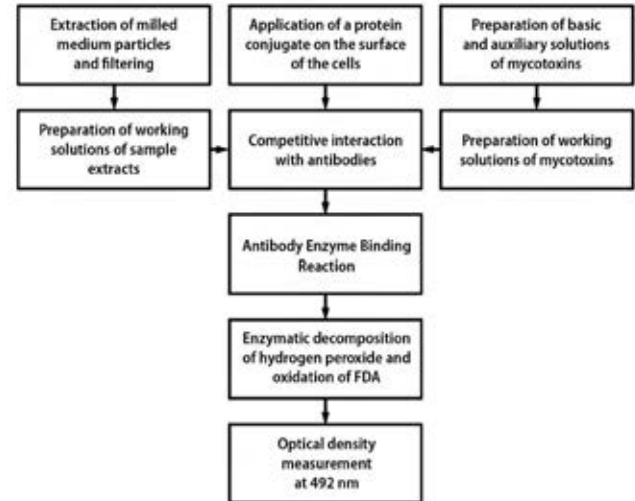 Extraction of milled
medium particles
and filtering
Application of a protein
conjugate on the surface
of the cells
Preparation of basic
and auxiliary solutions
of mycotoxins
Preparation of working
solutions of sample
extracts
Competitive interaction
with antibodies
Preparation of working
solutions of mycotoxins
Antibody Enzyme Binding
Reaction
Enzymatic decomposition
of hydrogen peroxide and
oxidation of FDA
Optical density
measurement
at 492 nm